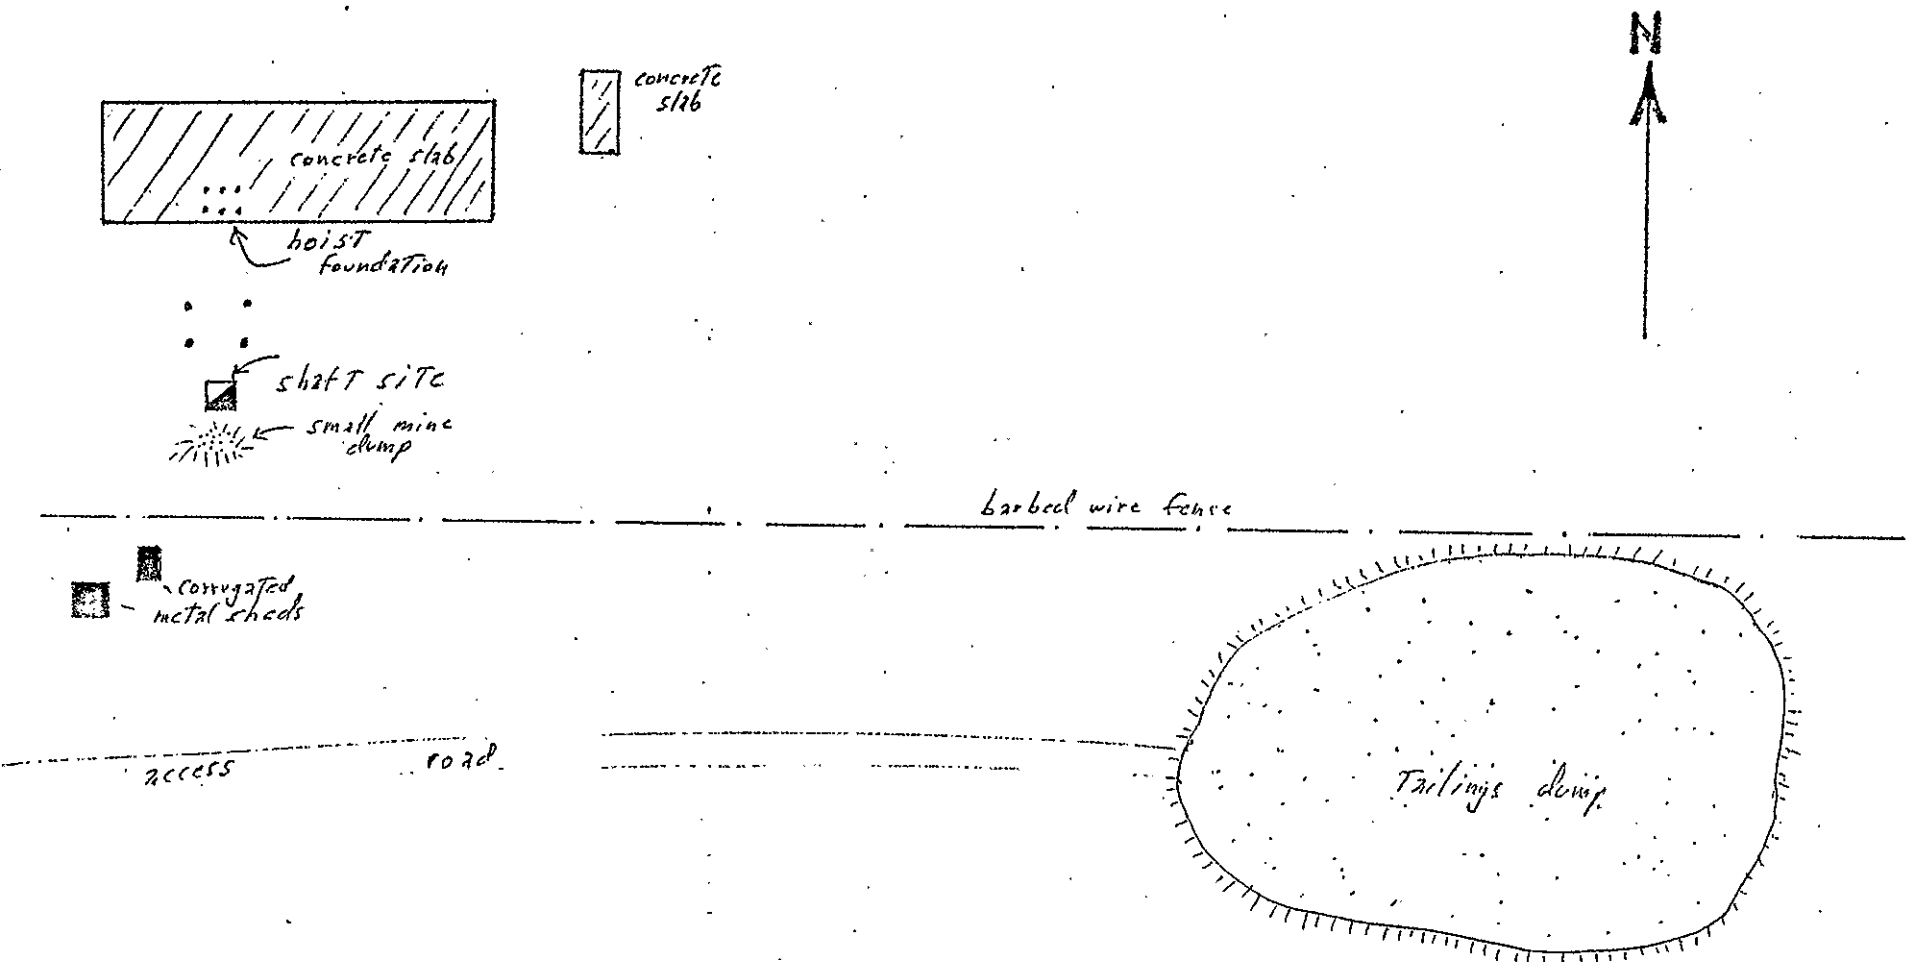 N
concrete
slab
concrete slab
hoist
foundation
shaft site
small mine
dump
barbed wire fence
corrugated
metal sheds
access road
Tailings dump